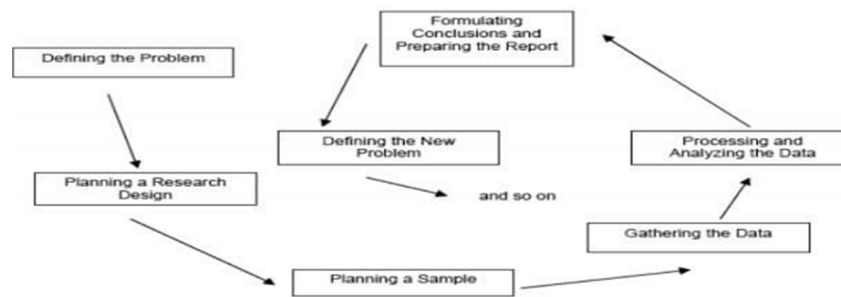 Defining the Problem
Planning a Research
Design
Planning a Sample
Gathering the Data
Processing and
Analyzing the Data
Formulating
Conclusions and
Preparing the Report
Defining the New
Problem
and so on